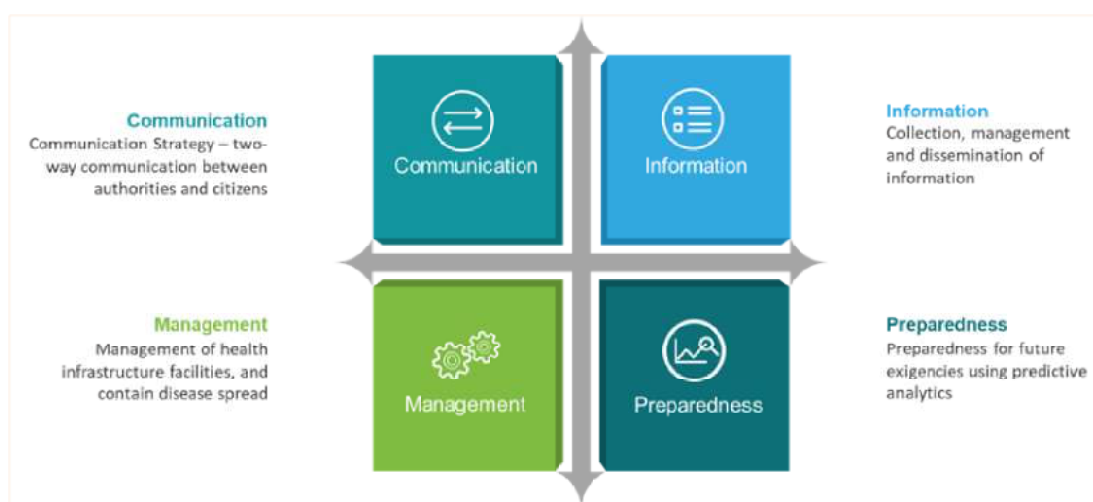 Communication
Communication Strategy – two-
way communication between
authorities and citizens
Communication
Information
Information
Collection, management
and dissemination of
information
Management
Management of health
infrastructure facilities, and
contain disease spread
Management
Preparedness
Preparedness
Preparedness for future
exigencies using predictive
analytics